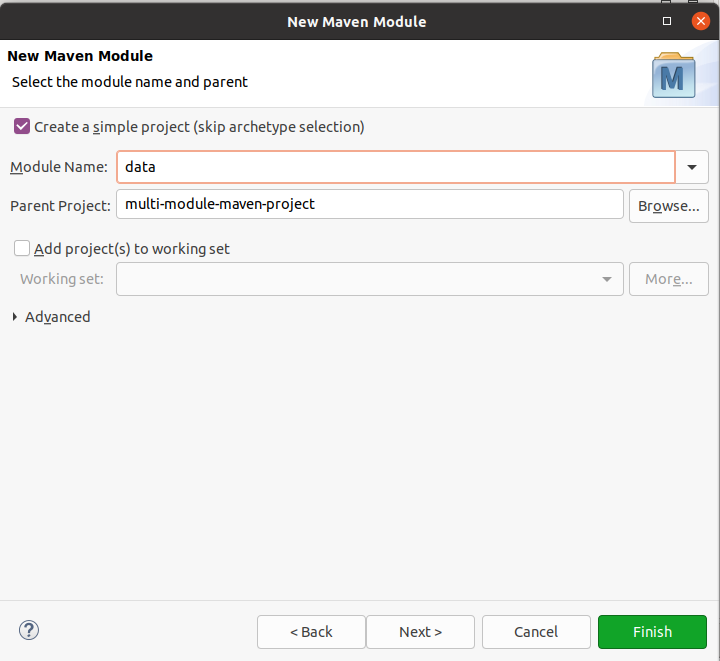 New Maven Module
New Maven Module
Select the module name and parent
M
Create a simple project (skip archetype selection)
Module Name: data
Parent Project: multi-module-maven-project Browse...
Add project(s) to working set
Working set: More...
Advanced
? < Back Next > Cancel Finish